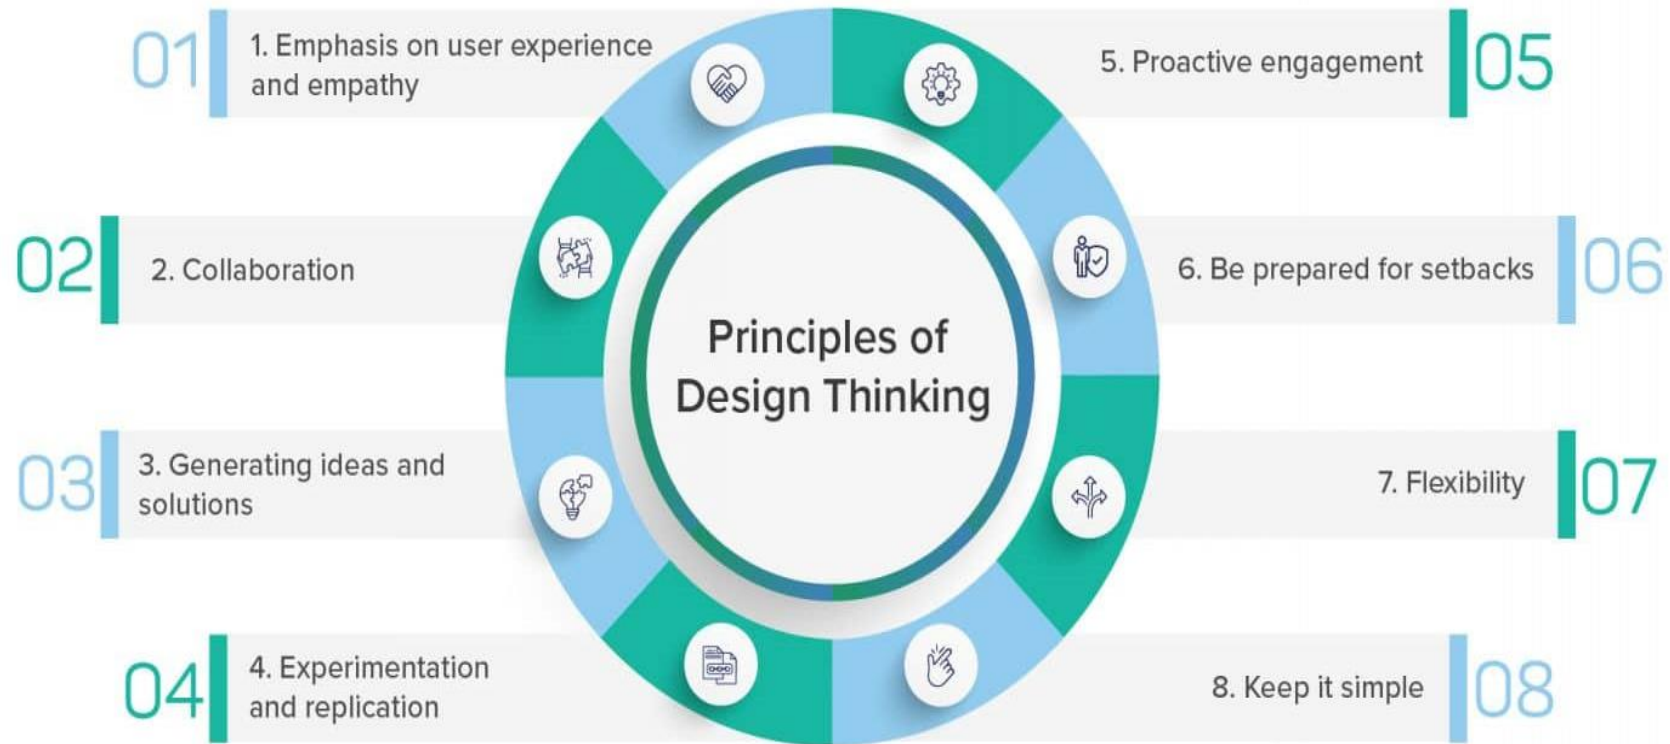 01
1. Emphasis on user experience
and empathy
02
2. Collaboration
03
3. Generating ideas and
solutions
04
4. Experimentation
and replication
Principles of
Design Thinking
5. Proactive engagement
05
6. Be prepared for setbacks
06
7. Flexibility
07
8. Keep it simple
08